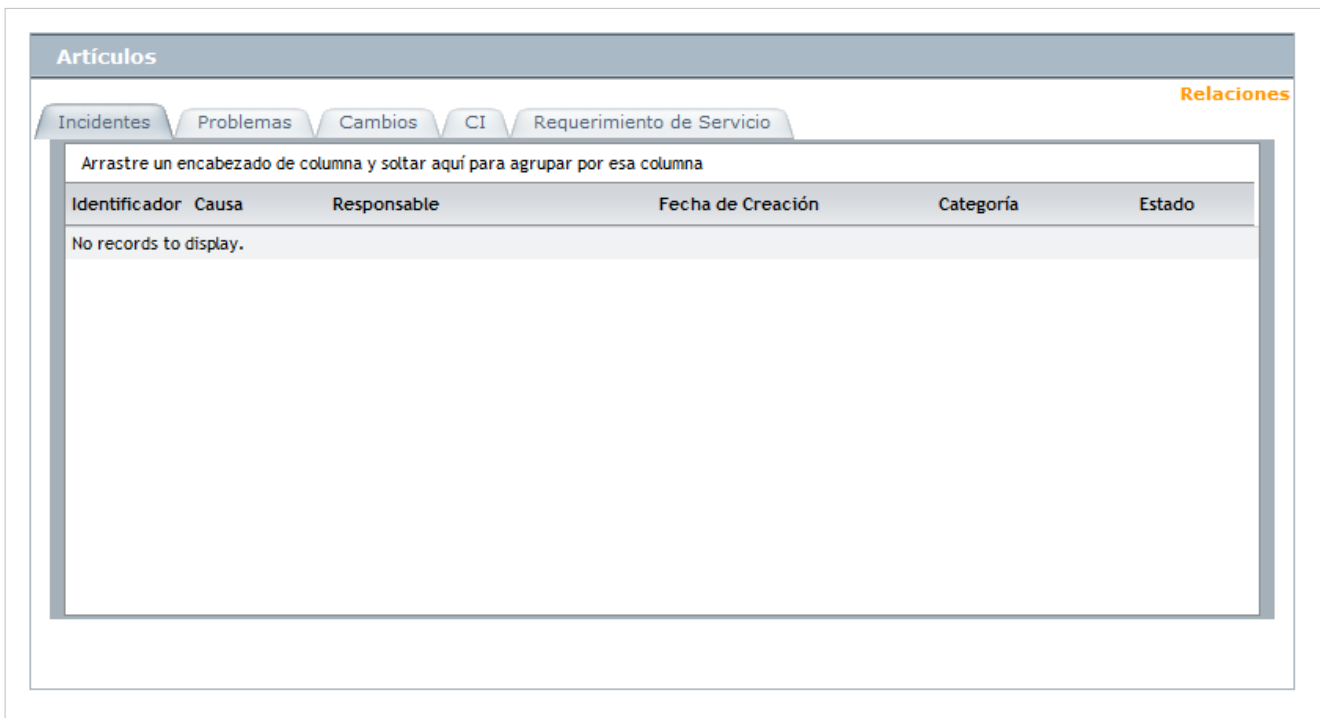 Artículos
Relaciones
Incidentes Problemas Cambios CI Requerimiento de Servicio
Arrastre un encabezado de columna y soltar aquí para agrupar por esa columna
Identificador Causa Responsable Fecha de Creación Categoría Estado
No records to display.